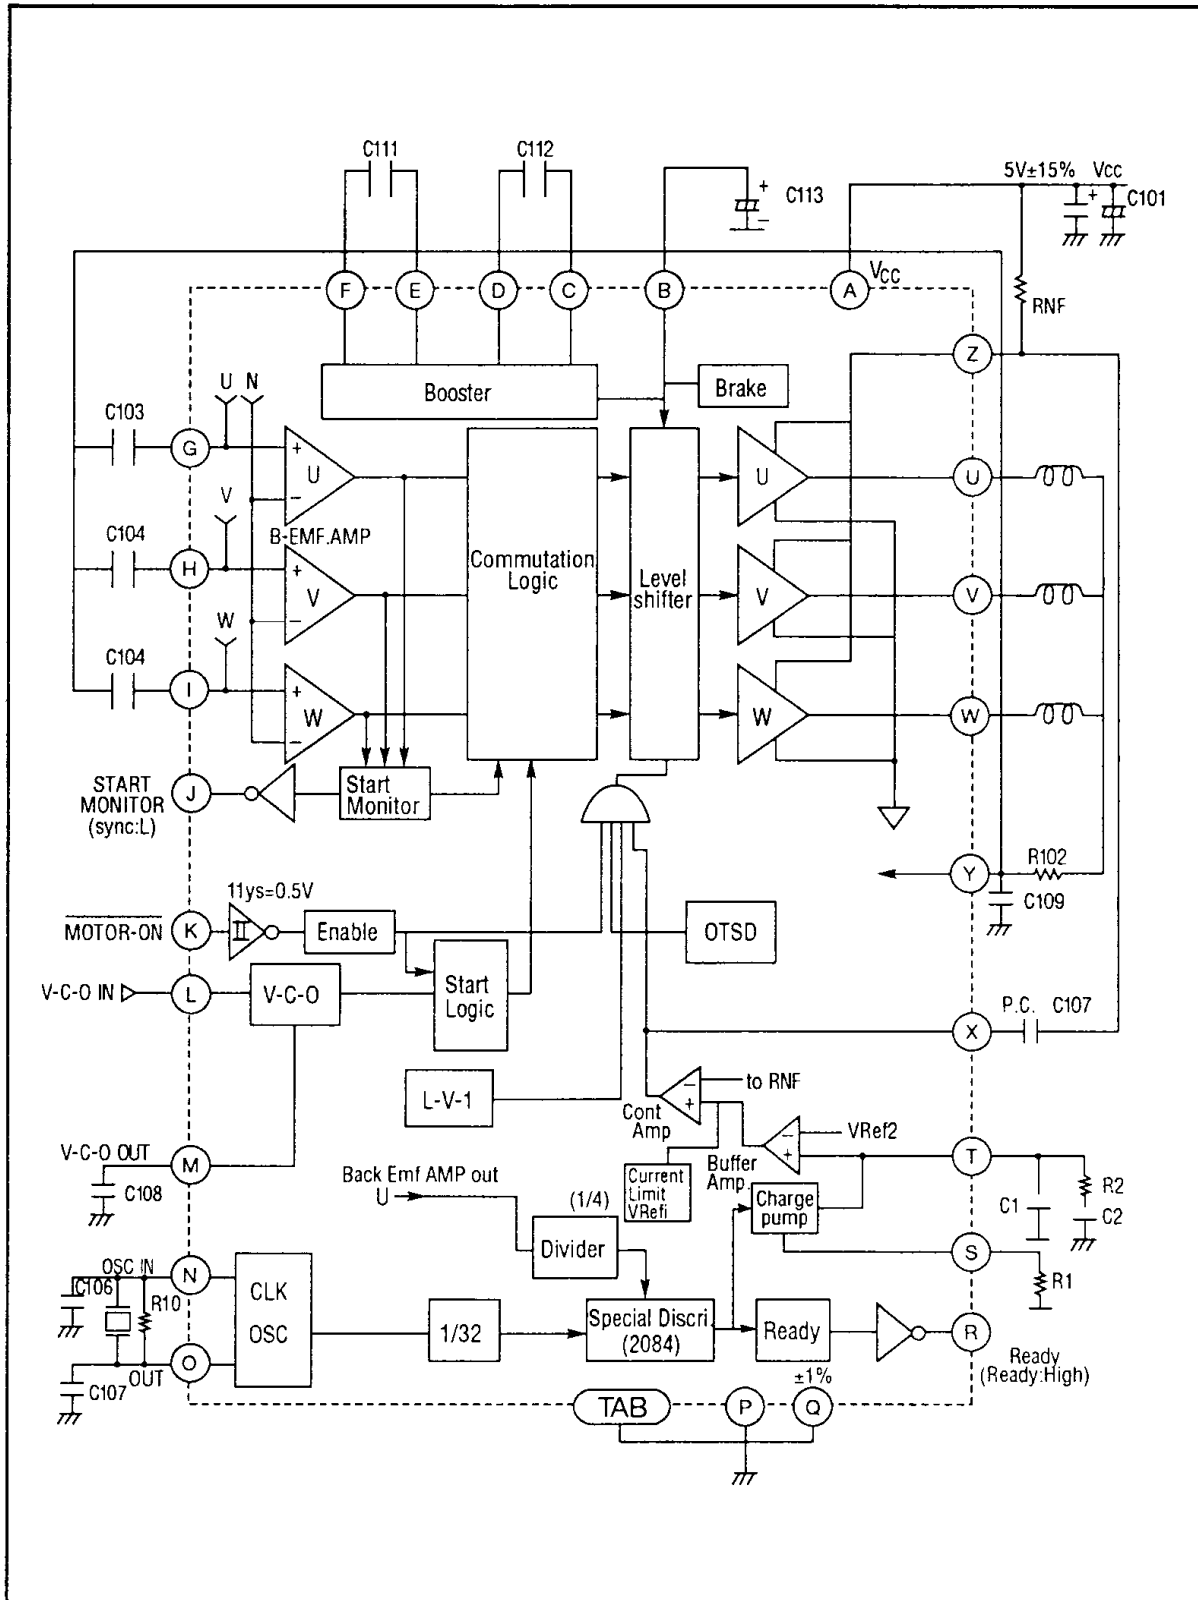 C111
C112
C113
+
−
5V±15%
Vcc
+
C101
F
E
D
C
B
A
VCC
RNF
Z
Booster
Brake
U
N
C103
G
+
−
U
B-EMF.AMP
V
C104
H
+
−
V
W
C104
I
+
−
W
Commutation
Logic
Level
shifter
U
V
W
U
V
W
START
MONITOR
(sync:L)
J
Start
Monitor
Y
R102
C109
11ys=0.5V
MOTOR-ON
K
Enable
OTSD
V-C-O IN
L
V-C-O
Start
Logic
P.C.
C107
X
L-V-1
−
+
to RNF
Cont
Amp
V-C-O OUT
M
C108
−
+
VRef2
Buffer
Amp.
T
Current
Limit
VRefi
Back Emf AMP out
U
(1/4)
Divider
Charge
pump
C1
R2
C2
S
R1
OSC IN
N
C106
R10
CLK
OSC
1/32
Special Discri.
(2084)
Ready
R
Ready
(Ready:High)
O
OUT
C107
±1%
TAB
P
Q